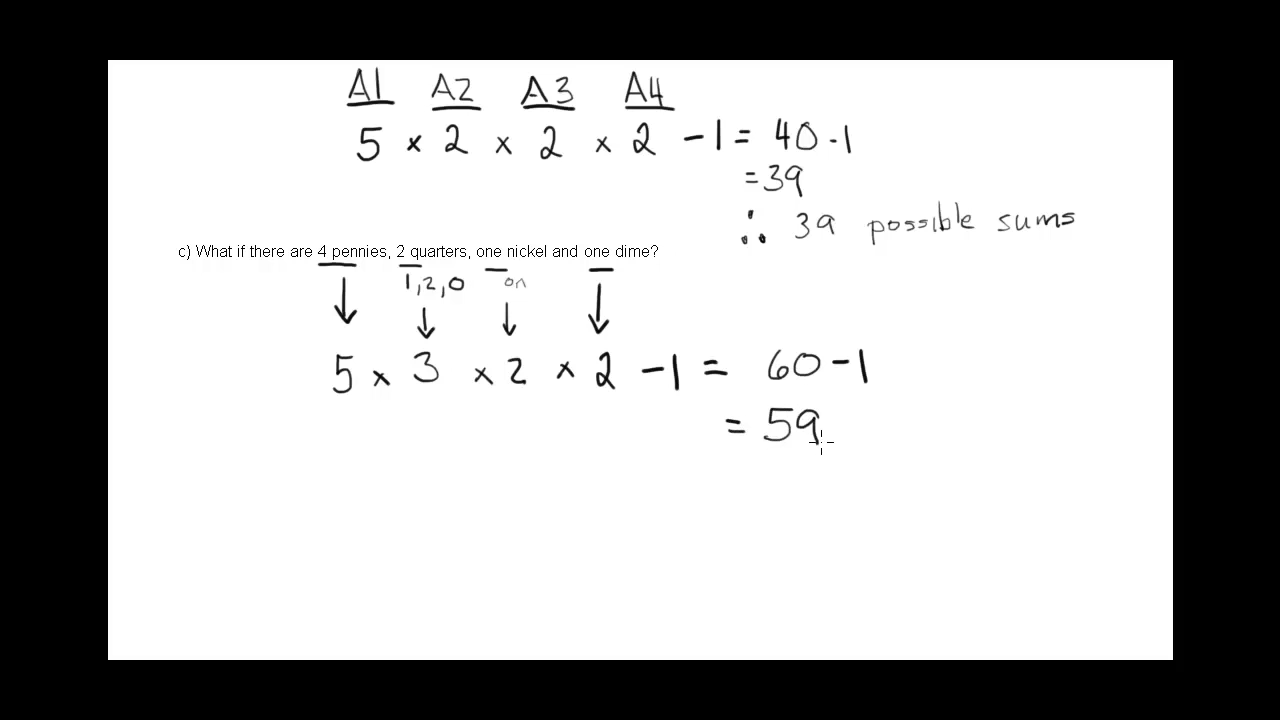 A1 A2 A3 A4
5 × 2 × 2 × 2 - 1 = 40 - 1
= 39
∴ 39 possible sums
c) What if there are 4 pennies, 2 quarters, one nickel and one dime?
1, 2, 0 on
5 × 3 × 2 × 2 - 1 = 60 - 1
= 59